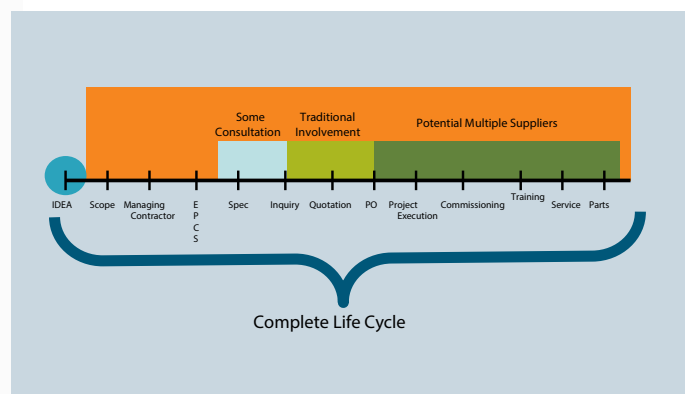 Some
Consultation
Traditional
Involvement
Potential Multiple Suppliers
IDEA
Scope
Managing
Contractor
E
P
C
S
Spec
Inquiry
Quotation
PO
Project
Execution
Commissioning
Training
Service
Parts
Complete Life Cycle